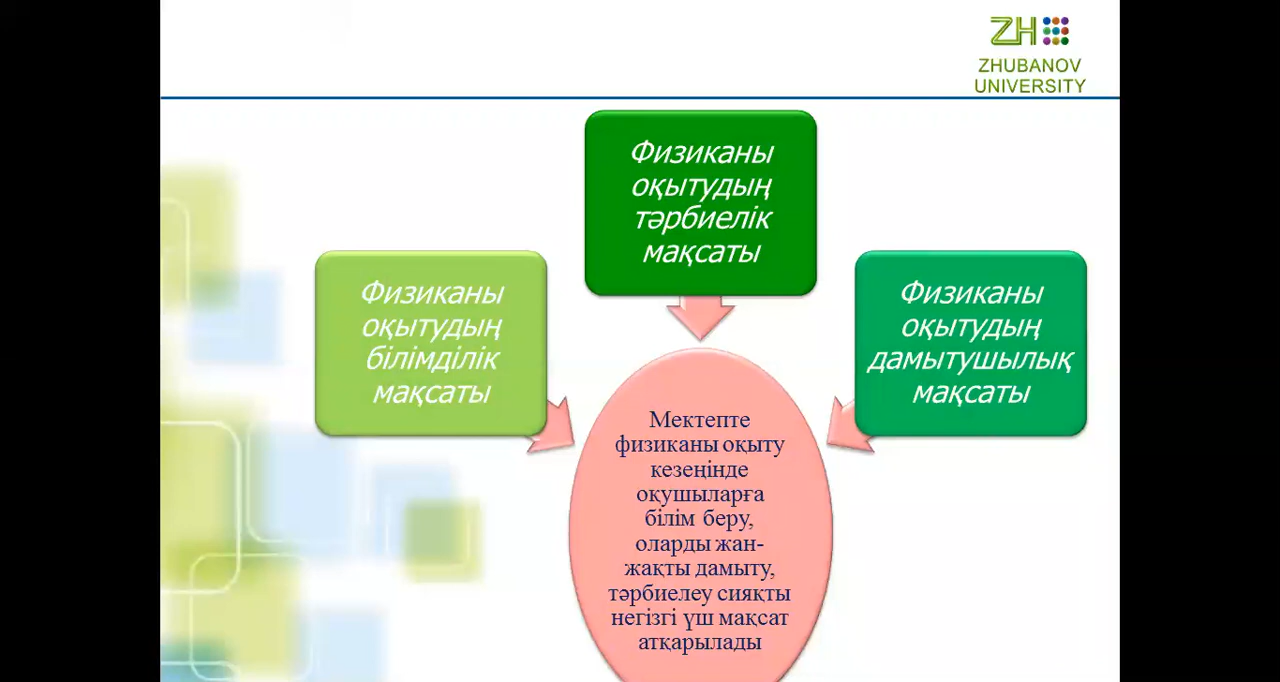 ZH
ZHUBANOV
UNIVERSITY
Физиканы
оқытудың
тәрбиелік
мақсаты
Физиканы
оқытудың
білімділік
мақсаты
Физиканы
оқытудың
дамытушылық
мақсаты
Мектепте
физиканы оқыту
кезеңінде
оқушыларға
білім беру,
оларды жан-
жақты дамыту,
тәрбиелеу сияқты
негізгі үш мақсат
атқарылады